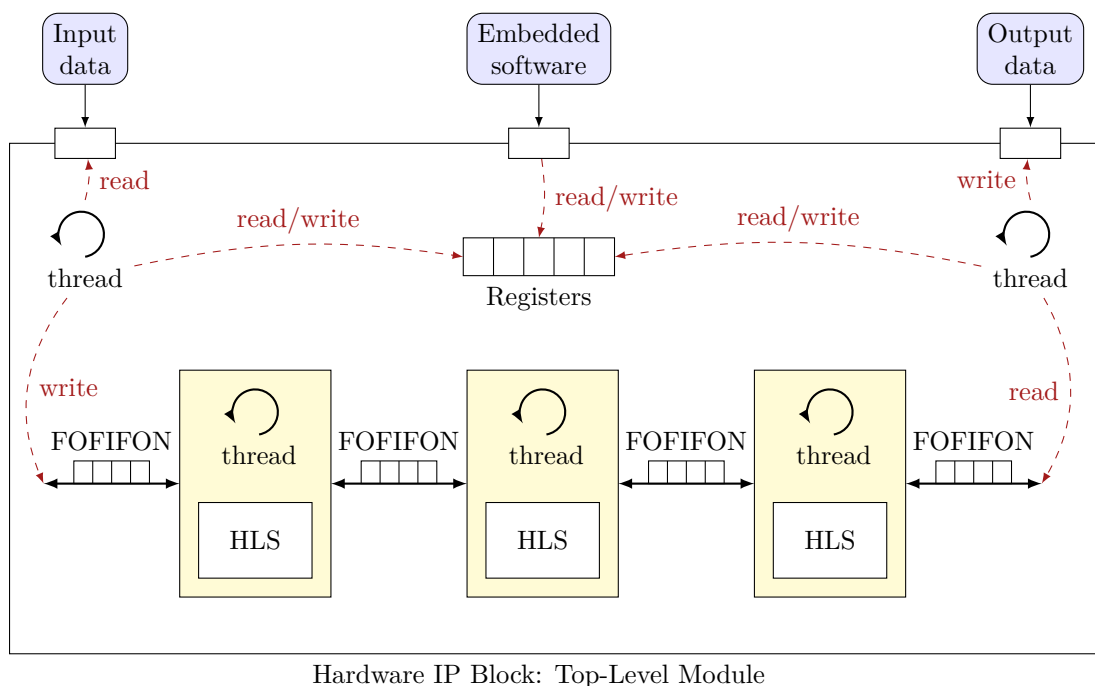 Input
data
Embedded
software
Output
data
read
write
read/write
read/write
read/write
thread
thread
Registers
write
read
FOFIFON
FOFIFON
FOFIFON
FOFIFON
thread
thread
thread
HLS
HLS
HLS
Hardware IP Block: Top-Level Module